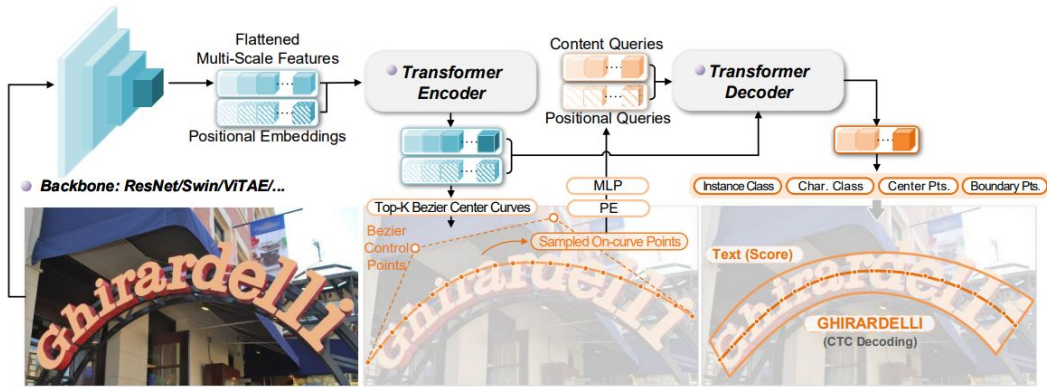 Flattened
Multi-Scale Features
Positional Embeddings
Backbone: ResNet/Swin/ViTAE/...
Transformer
Encoder
Content Queries
Positional Queries
Transformer
Decoder
MLP
PE
Top-K Bezier Center Curves
Bezier
Control
Points
Sampled On-curve Points
Instance Class
Char. Class
Center Pts.
Boundary Pts.
Ghirardelli
Ghirardelli
Text (Score)
Ghirardelli
GHIRARDELLI
(CTC Decoding)